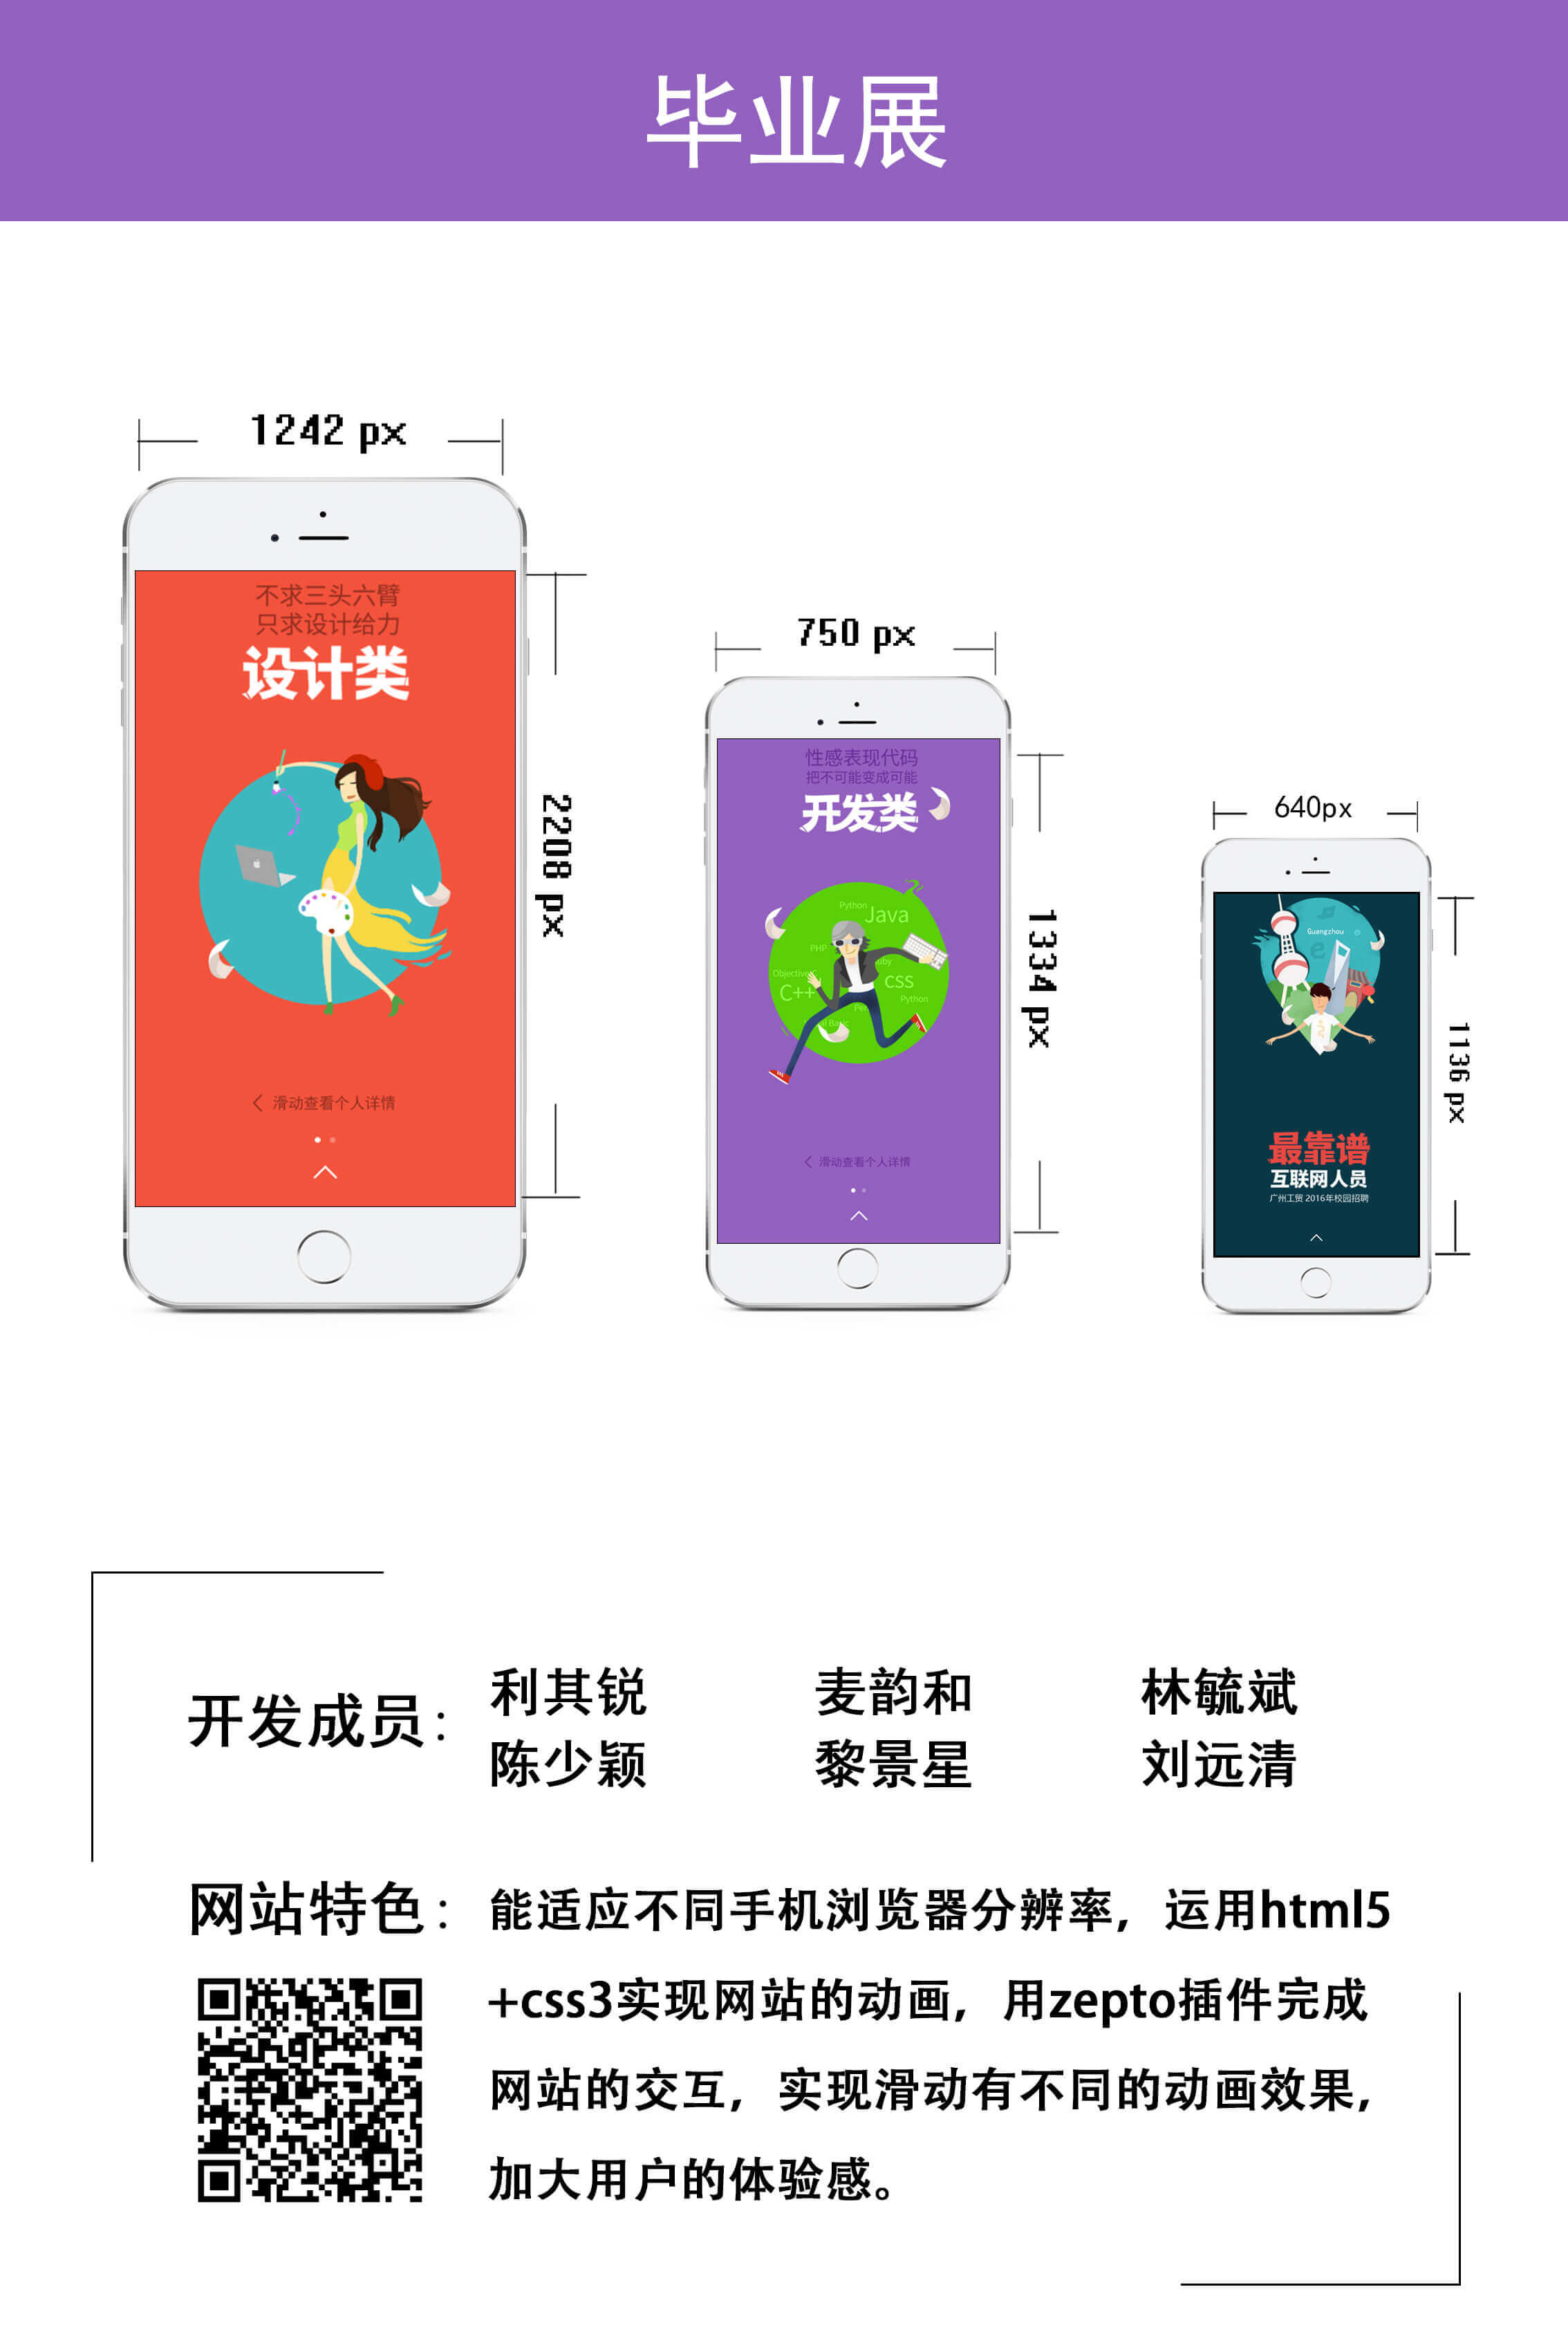 毕业展
1242 px
不求三头六臂
只求设计给力
设计类
滑动查看个人详情
2208 px
750 px
性感表现代码
把不可能变成可能
开发类
Python
Java
PHP
Objective
C++
CSS
Python
滑动查看个人详情
1334 px
640px
Guangzhou
最靠谱
互联网人员
广州工贸 2016年校园招聘
1136 px
开发成员：
利其锐 麦韵和 林毓斌
陈少颖 黎景星 刘远清
网站特色：能适应不同手机浏览器分辨率，运用html5
+css3实现网站的动画，用zepto插件完成
网站的交互，实现滑动有不同的动画效果，
加大用户的体验感。